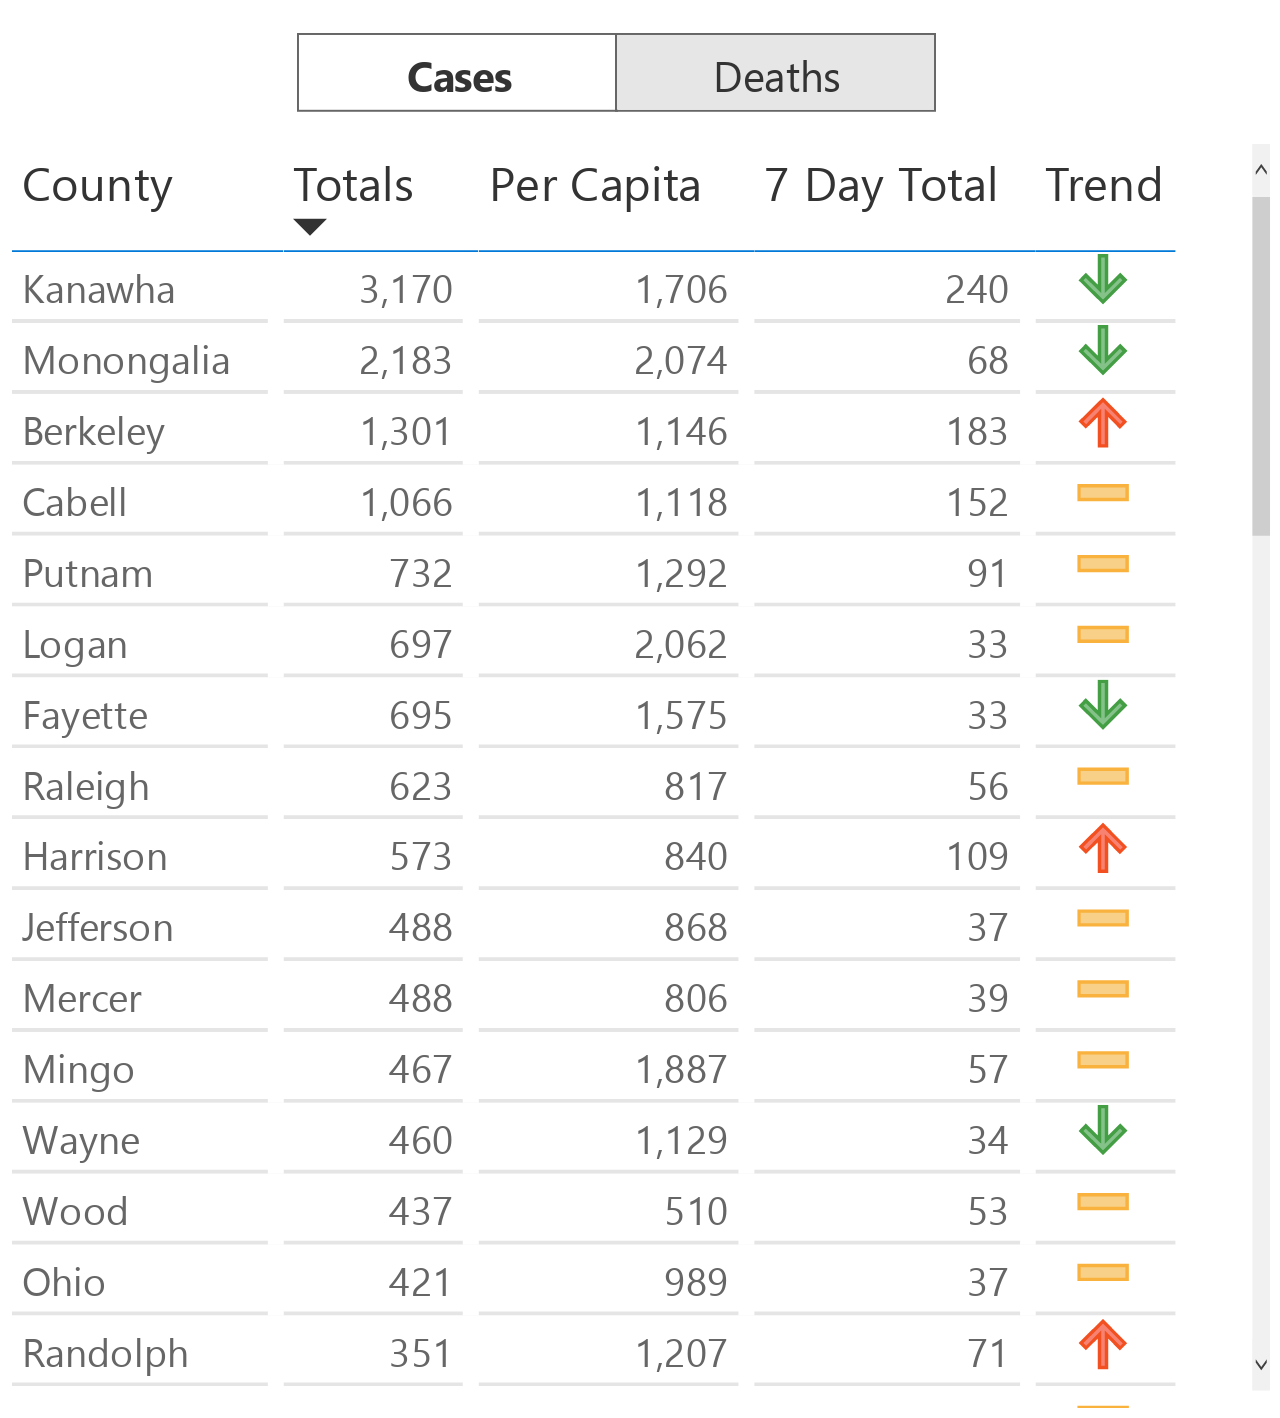 Cases Deaths
County Totals Per Capita 7 Day Total Trend
Kanawha 3,170 1,706 240
Monongalia 2,183 2,074 68
Berkeley 1,301 1,146 183
Cabell 1,066 1,118 152
Putnam 732 1,292 91
Logan 697 2,062 33
Fayette 695 1,575 33
Raleigh 623 817 56
Harrison 573 840 109
Jefferson 488 868 37
Mercer 488 806 39
Mingo 467 1,887 57
Wayne 460 1,129 34
Wood 437 510 53
Ohio 421 989 37
Randolph 351 1,207 71